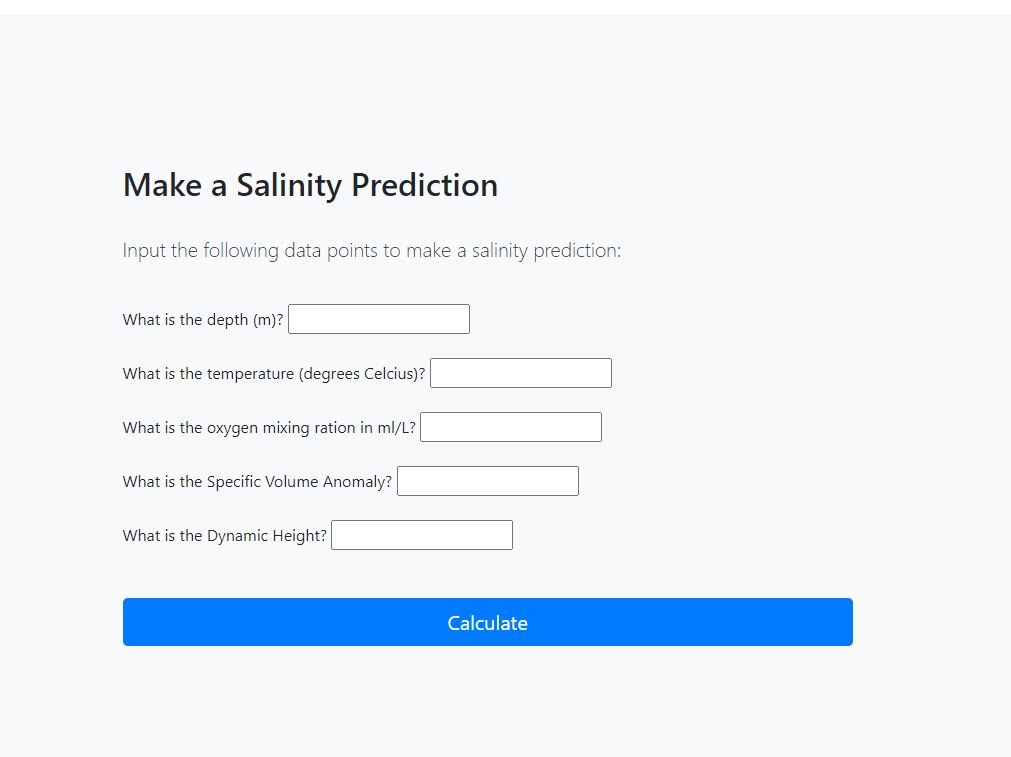 Make a Salinity Prediction
Input the following data points to make a salinity prediction:
What is the depth (m)?
What is the temperature (degrees Celcius)?
What is the oxygen mixing ration in ml/L?
What is the Specific Volume Anomaly?
What is the Dynamic Height?
Calculate